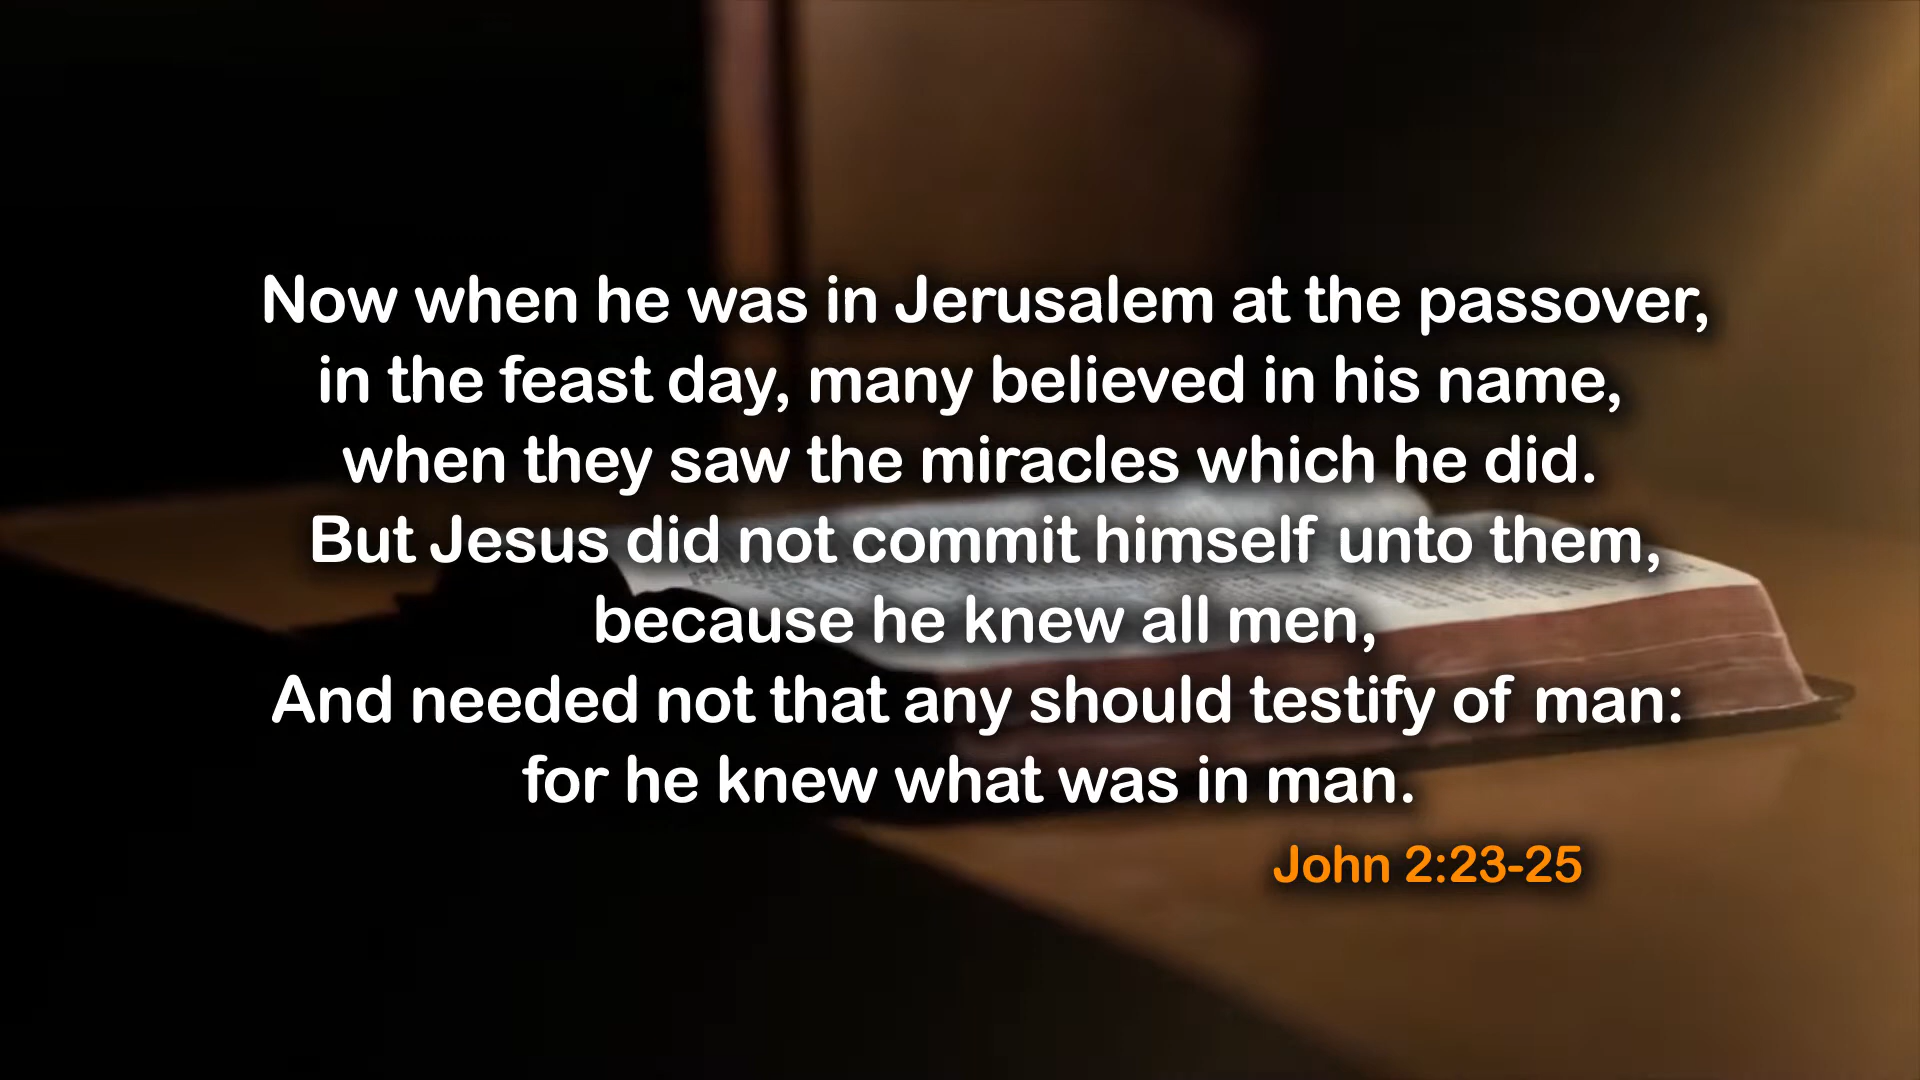 Now when he was in Jerusalem at the passover,
in the feast day, many believed in his name,
when they saw the miracles which he did.
But Jesus did not commit himself unto them,
because he knew all men,
And needed not that any should testify of man:
for he knew what was in man.
John 2:23-25